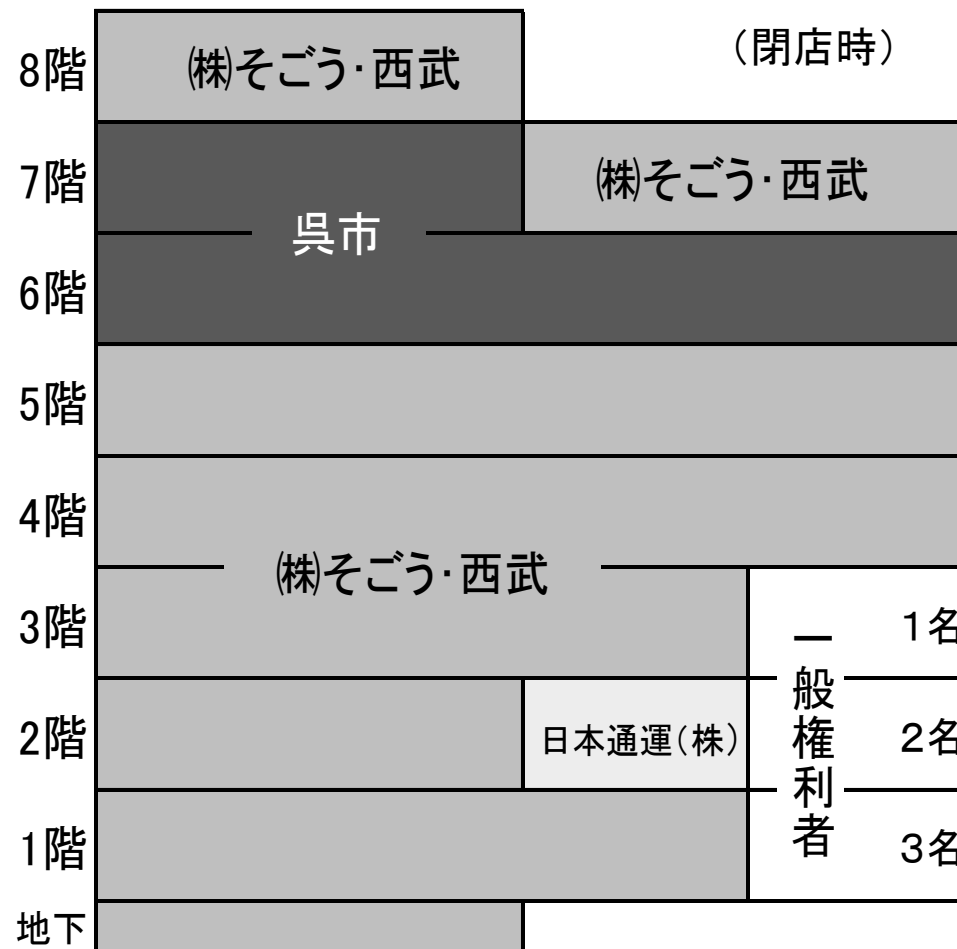 （閉店時）
8階
㈱そごう･西武
7階
㈱そごう･西武
呉市
6階
5階
4階
㈱そごう･西武
3階
一般権利者
1名
2階
日本通運（株）
2名
1階
3名
地下